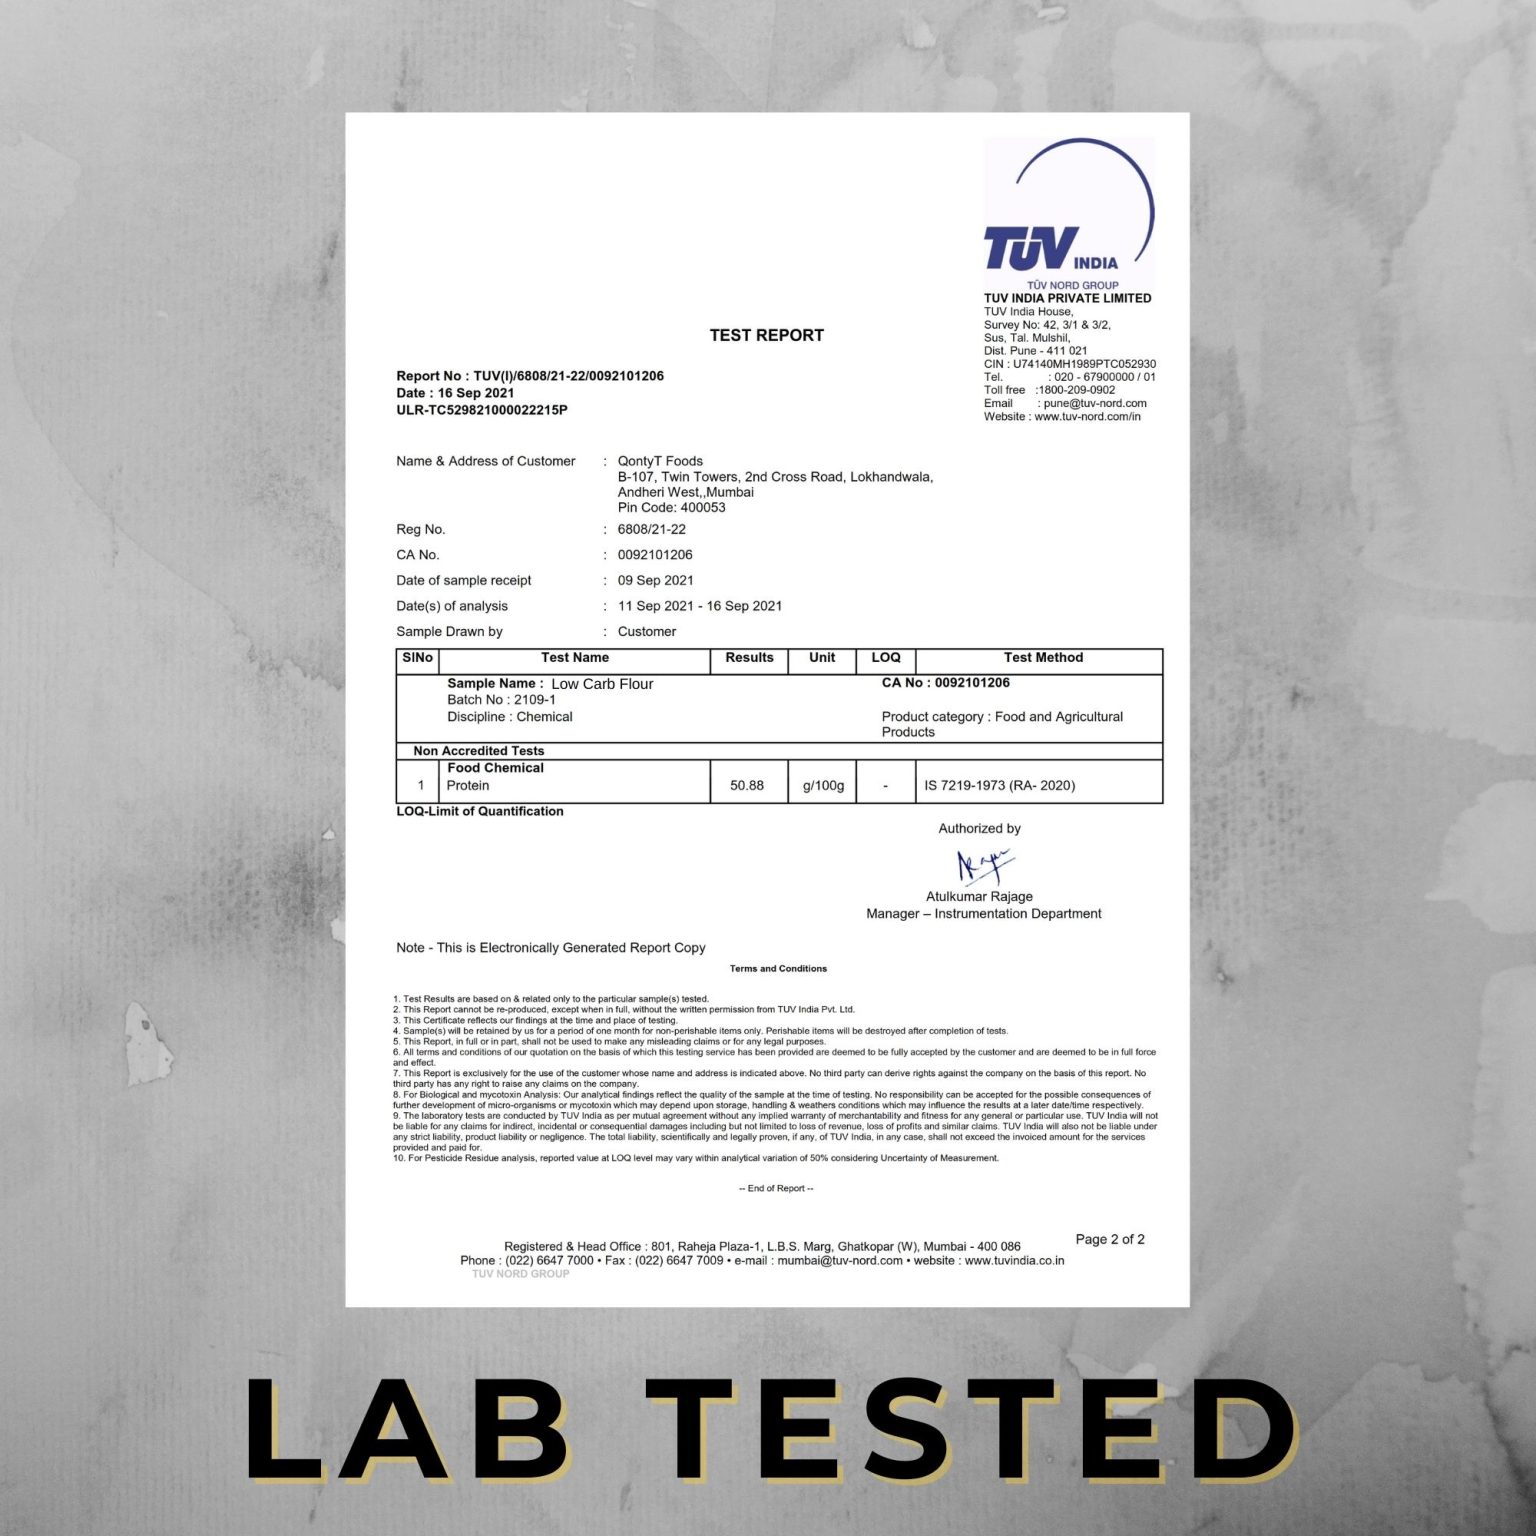 TÜV INDIA
TÜV NORD GROUP
TUV INDIA PRIVATE LIMITED
TUV India House,
Survey No: 42, 3/1 & 3/2,
Sus, Tal. Mulshil,
Dist. Pune - 411 021
CIN : U74140MH1989PTC052930
Tel. : 020 - 67900000 / 01
Toll free :1800-209-0902
Email : pune@tuv-nord.com
Website : www.tuv-nord.com/in
TEST REPORT
Report No : TUV(I)/6808/21-22/0092101206
Date : 16 Sep 2021
ULR-TC529821000022215P
Name & Address of Customer : QontyT Foods
B-107, Twin Towers, 2nd Cross Road, Lokhandwala,
Andheri West,,Mumbai
Pin Code: 400053
Reg No. : 6808/21-22
CA No. : 0092101206
Date of sample receipt : 09 Sep 2021
Date(s) of analysis : 11 Sep 2021 - 16 Sep 2021
Sample Drawn by : Customer
SlNo Test Name Results Unit LOQ Test Method
Sample Name : Low Carb Flour CA No : 0092101206
Batch No : 2109-1
Discipline : Chemical Product category : Food and Agricultural
Products
Non Accredited Tests
Food Chemical
1 Protein 50.88 g/100g - IS 7219-1973 (RA- 2020)
LOQ-Limit of Quantification
Authorized by
Atulkumar Rajage
Manager – Instrumentation Department
Note - This is Electronically Generated Report Copy
Terms and Conditions
1. Test Results are based on & related only to the particular sample(s) tested.
2. This Report cannot be re-produced, except when in full, without the written permission from TUV India Pvt. Ltd.
3. This Certificate reflects our findings at the time and place of testing.
4. Sample(s) will be retained by us for a period of one month for non-perishable items only. Perishable items will be destroyed after completion of tests.
5. This Report, in full or in part, shall not be used to make any misleading claims or for any legal purposes.
6. All terms and conditions of our quotation on the basis of which this testing service has been provided are deemed to be fully accepted by the customer and are deemed to be in full force
and effect.
7. This Report is exclusively for the use of the customer whose name and address is indicated above. No third party can derive rights against the company on the basis of this report. No
third party has any right to raise any claims on the company.
8. For Biological and mycotoxin Analysis: Our analytical findings reflect the quality of the sample at the time of testing. No responsibility can be accepted for the possible consequences of
further development of micro-organisms or mycotoxin which may depend upon storage, handling & weathers conditions which may influence the results at a later date/time respectively.
9. The laboratory tests are conducted by TUV India as per mutual agreement without any implied warranty of merchantability and fitness for any general or particular use. TUV India will not
be liable for any claims for indirect, incidental or consequential damages including but not limited to loss of revenue, loss of profits and similar claims. TUV India will also not be liable under
any strict liability, product liability or negligence. The total liability, scientifically and legally proven, if any, of TUV India, in any case, shall not exceed the invoiced amount for the services
provided and paid for.
10. For Pesticide Residue analysis, reported value at LOQ level may vary within analytical variation of 50% considering Uncertainty of Measurement.
-- End of Report --
Page 2 of 2
Registered & Head Office : 801, Raheja Plaza-1, L.B.S. Marg, Ghatkopar (W), Mumbai - 400 086
Phone : (022) 6647 7000 • Fax : (022) 6647 7009 • e-mail : mumbai@tuv-nord.com • website : www.tuvindia.co.in
TUV NORD GROUP
LAB TESTED